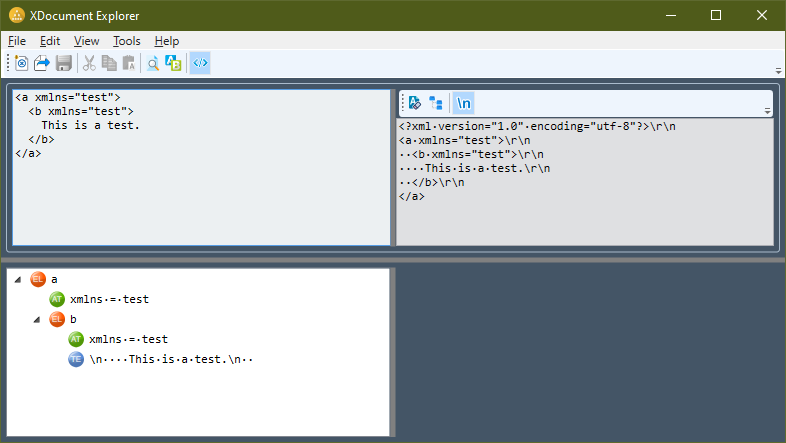 XDocument Explorer
File Edit View Tools Help
<a xmlns="test">
  <b xmlns="test">
    This is a test.
  </b>
</a>
\n
<?xml·version="1.0"·encoding="utf-8"?>\r\n
<a·xmlns="test">\r\n
··<b·xmlns="test">\r\n
····This·is·a·test.\r\n
··</b>\r\n
</a>
EL a
AT xmlns·=·test
EL b
AT xmlns·=·test
TE \n····This·is·a·test.\n··